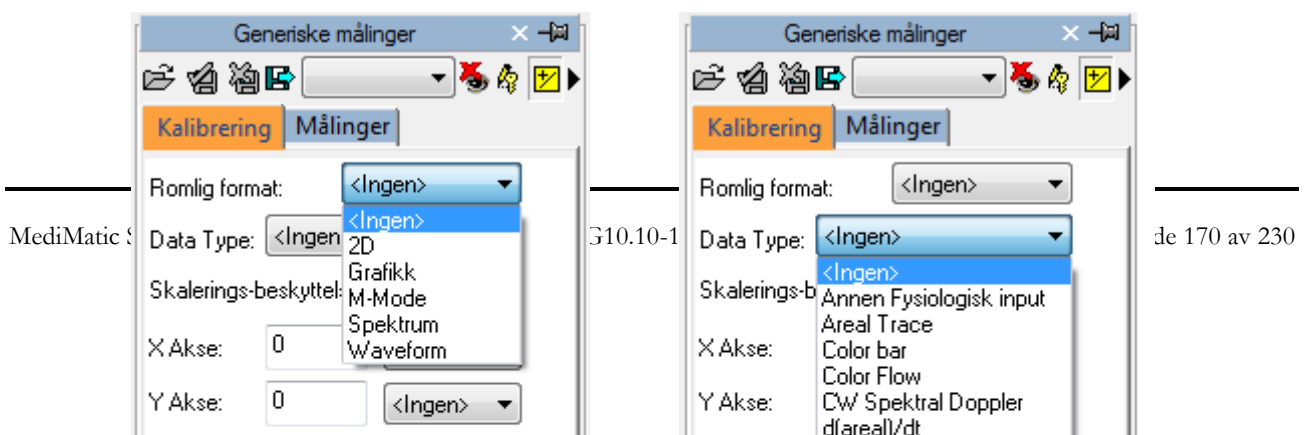 Generiske målinger
Kalibrering Målinger
Romlig format: <Ingen>
<Ingen>
2D
Grafikk
M-Mode
Spektrum
Waveform
Data Type: <Ingen
Skalerings-beskyttel
X Akse: 0
Y Akse: 0 <Ingen>
Generiske målinger
Kalibrering Målinger
Romlig format: <Ingen>
Data Type: <Ingen>
<Ingen>
Annen Fysiologisk input
Areal Trace
Color bar
Color Flow
CW Spektral Doppler
d(areal)/dt
Skalerings-b
X Akse:
Y Akse:
MediMatic G10.10-1 de 170 av 230